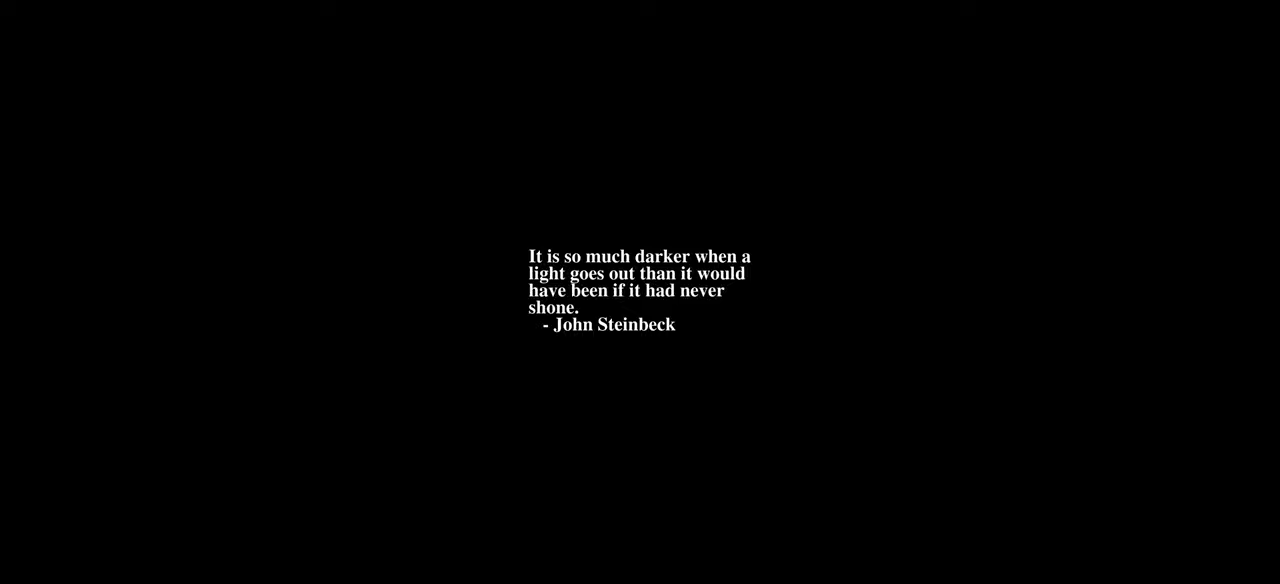 It is so much darker when a
light goes out than it would
have been if it had never
shone.
- John Steinbeck